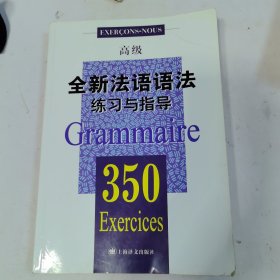 EXERÇONS-NOUS
高级
全新法语语法
练习与指导
Grammaire
350
Exercices
上海译文出版社